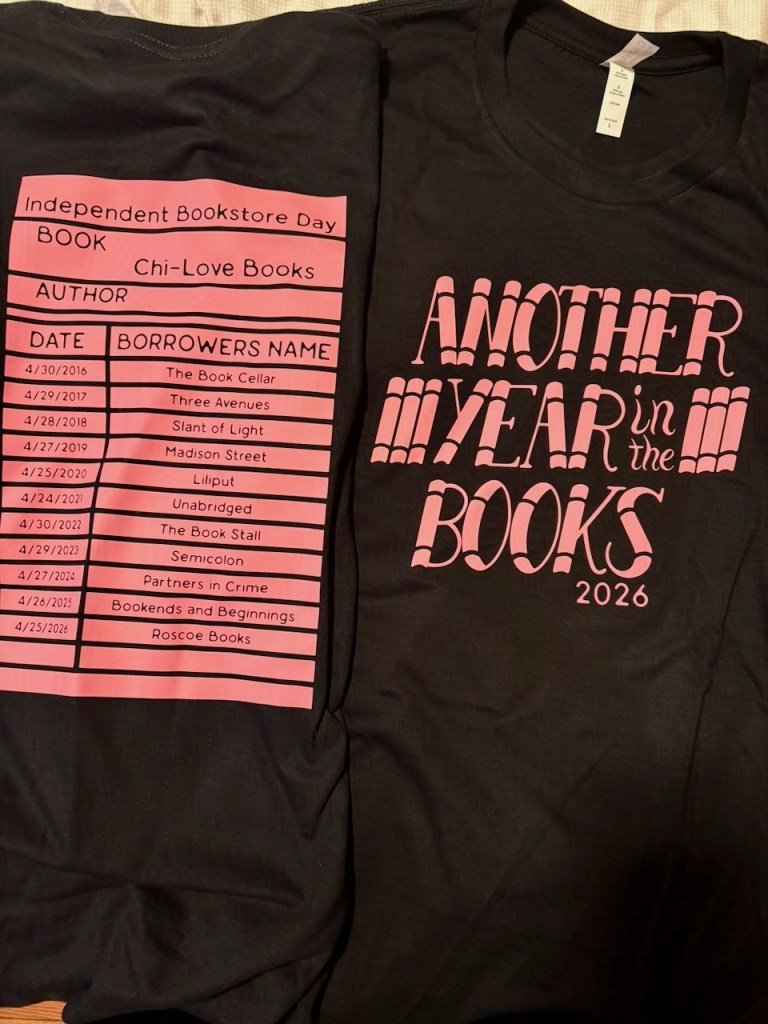 Independent Bookstore Day
BOOK
Chi-Love Books
AUTHOR
DATE BORROWERS NAME
4/30/2016 The Book Cellar
4/29/2017 Three Avenues
4/28/2018 Slant of Light
4/27/2019 Madison Street
4/25/2020 Liliput
4/24/2021 Unabridged
4/30/2022 The Book Stall
4/29/2023 Semicolon
4/27/2024 Partners in Crime
4/26/2025 Bookends and Beginnings
4/25/2026 Roscoe Books
ANOTHER
YEAR in the
BOOKS
2026